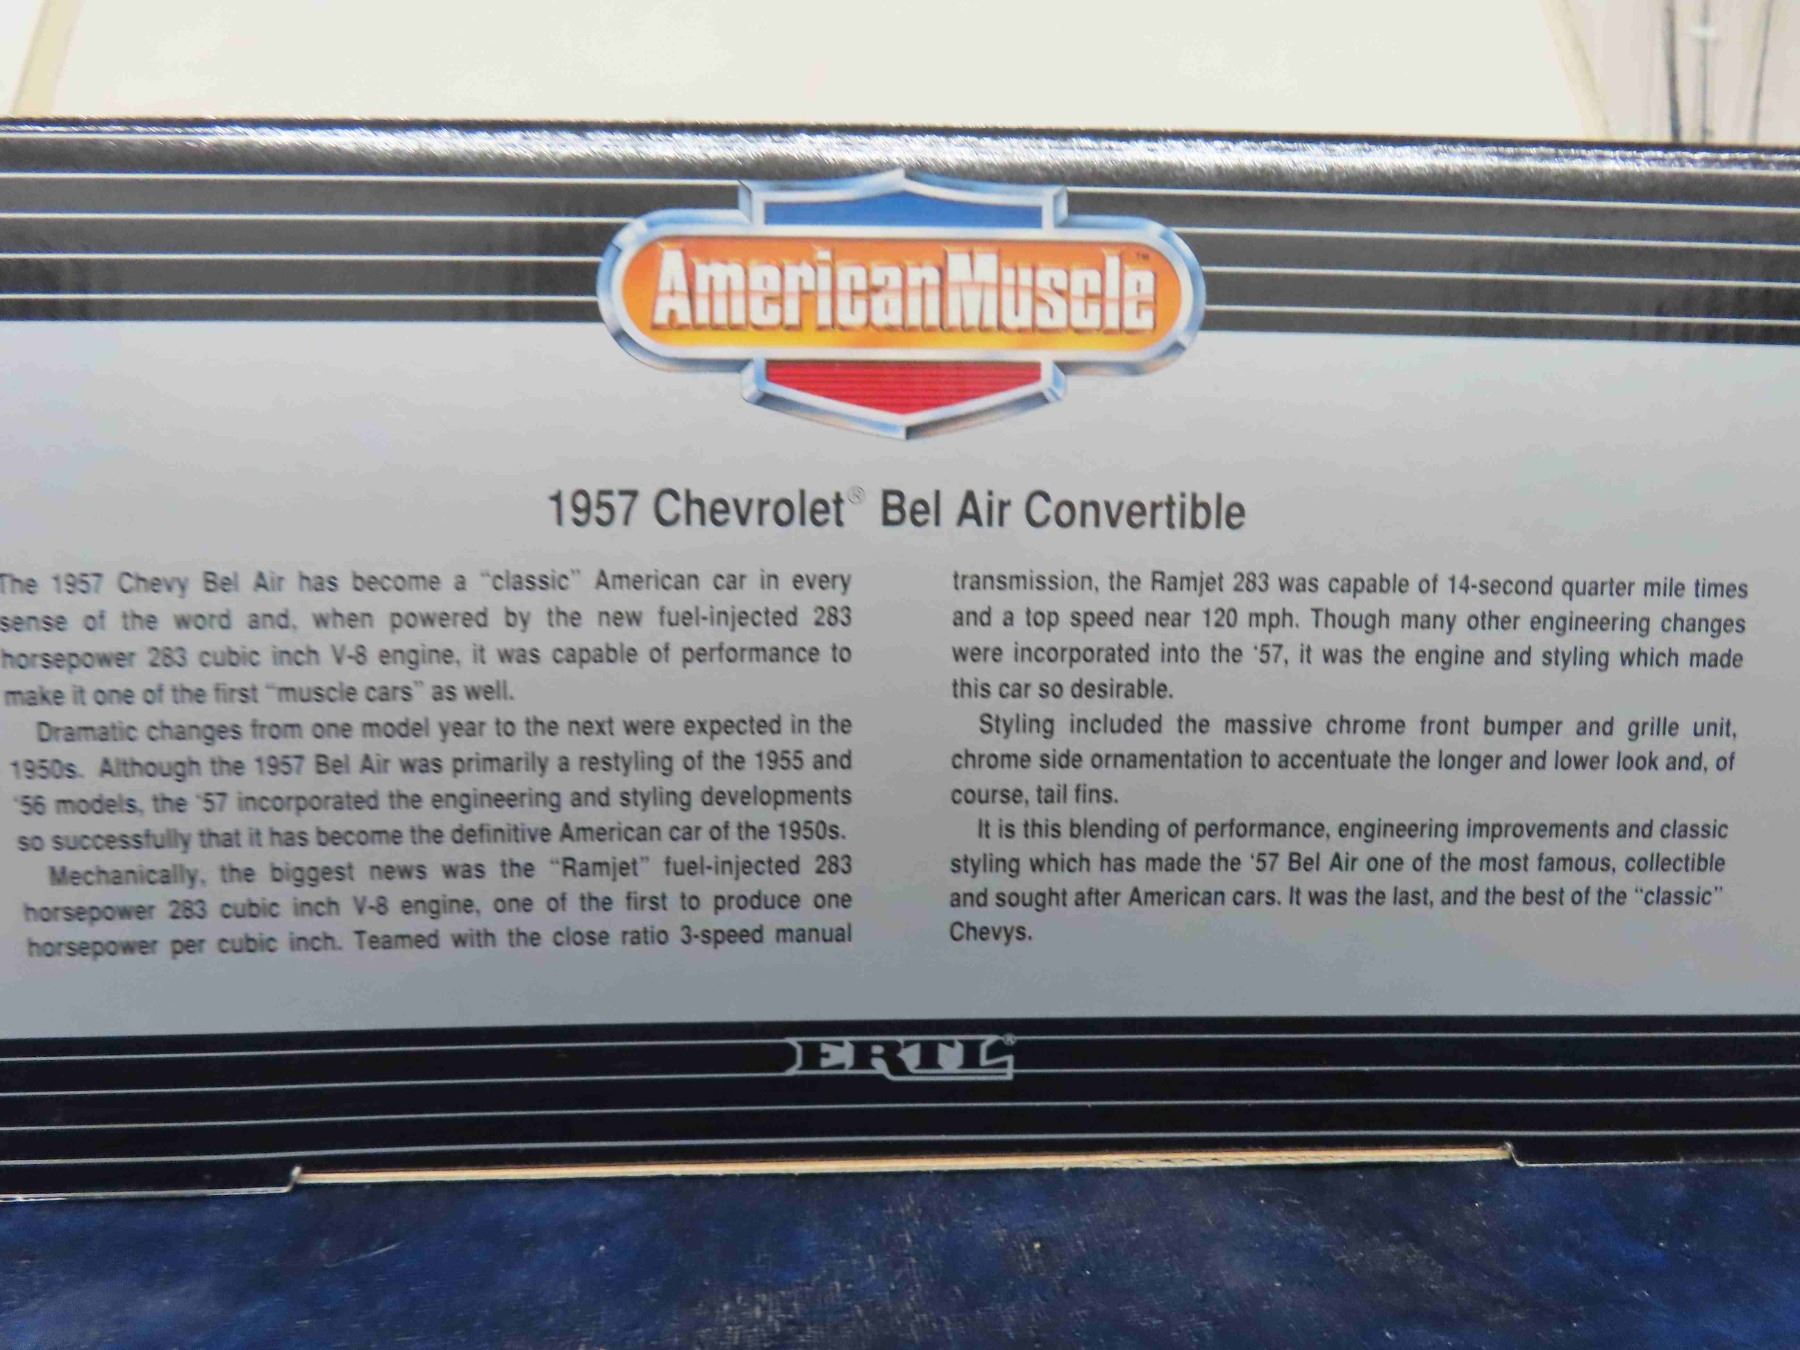 AmericanMuscle™
1957 Chevrolet® Bel Air Convertible
The 1957 Chevy Bel Air has become a “classic” American car in every
sense of the word and, when powered by the new fuel-injected 283
horsepower 283 cubic inch V-8 engine, it was capable of performance to
make it one of the first “muscle cars” as well.
Dramatic changes from one model year to the next were expected in the
1950s. Although the 1957 Bel Air was primarily a restyling of the 1955 and
‘56 models, the ‘57 incorporated the engineering and styling developments
so successfully that it has become the definitive American car of the 1950s.
Mechanically, the biggest news was the “Ramjet” fuel-injected 283
horsepower 283 cubic inch V-8 engine, one of the first to produce one
horsepower per cubic inch. Teamed with the close ratio 3-speed manual
transmission, the Ramjet 283 was capable of 14-second quarter mile times
and a top speed near 120 mph. Though many other engineering changes
were incorporated into the ‘57, it was the engine and styling which made
this car so desirable.
Styling included the massive chrome front bumper and grille unit,
chrome side ornamentation to accentuate the longer and lower look and, of
course, tail fins.
It is this blending of performance, engineering improvements and classic
styling which has made the ‘57 Bel Air one of the most famous, collectible
and sought after American cars. It was the last, and the best of the “classic”
Chevys.
ERTL®